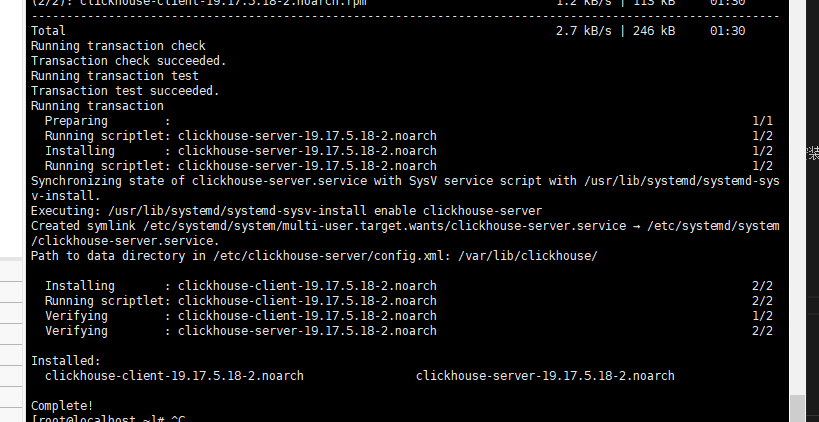 (2/2): clickhouse-client-19.17.5.18-2.noarch.rpm 1.2 kB/s | 113 kB 01:30
--------------------------------------------------------------------------------
Total 2.7 kB/s | 246 kB 01:30
Running transaction check
Transaction check succeeded.
Running transaction test
Transaction test succeeded.
Running transaction
Preparing : 1/1
Running scriptlet: clickhouse-server-19.17.5.18-2.noarch 1/2
Installing : clickhouse-server-19.17.5.18-2.noarch 1/2
Running scriptlet: clickhouse-server-19.17.5.18-2.noarch 1/2
Synchronizing state of clickhouse-server.service with SysV service script with /usr/lib/systemd/systemd-sys
v-install.
Executing: /usr/lib/systemd/systemd-sysv-install enable clickhouse-server
Created symlink /etc/systemd/system/multi-user.target.wants/clickhouse-server.service → /etc/systemd/system
/clickhouse-server.service.
Path to data directory in /etc/clickhouse-server/config.xml: /var/lib/clickhouse/
Installing : clickhouse-client-19.17.5.18-2.noarch 2/2
Running scriptlet: clickhouse-client-19.17.5.18-2.noarch 2/2
Verifying : clickhouse-client-19.17.5.18-2.noarch 1/2
Verifying : clickhouse-server-19.17.5.18-2.noarch 2/2
Installed:
clickhouse-client-19.17.5.18-2.noarch clickhouse-server-19.17.5.18-2.noarch
Complete!
[root@localhost ~]# ^C
装